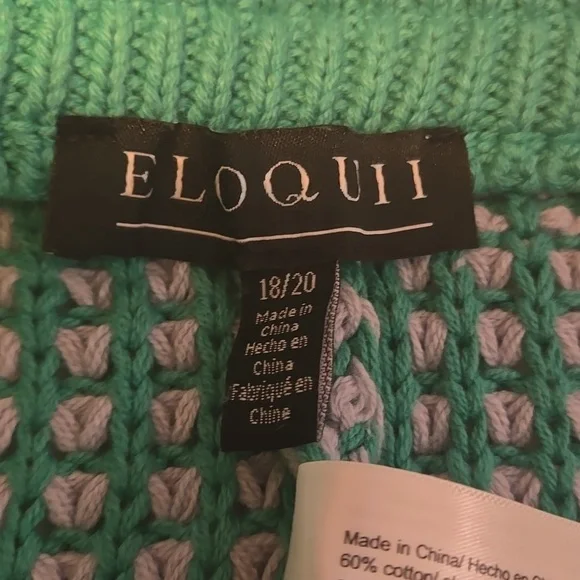 ELOQUII
18/20
Made in
China
Hecho en
China
Fabriqué en
Chine
Made in China/ Hecho en
60% cotton/